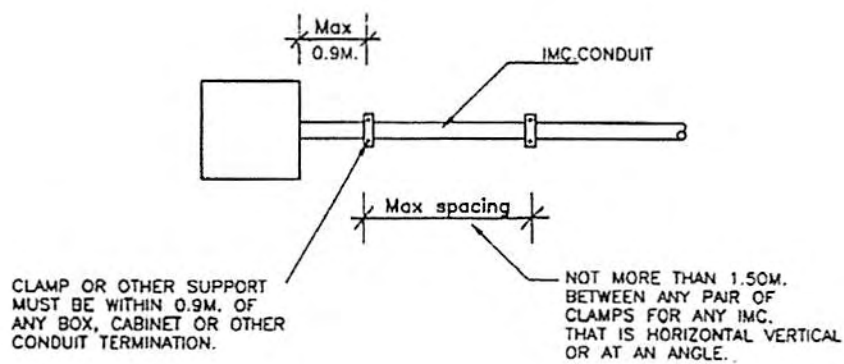 Max
0.9M.
IMC.CONDUIT
Max spacing
CLAMP OR OTHER SUPPORT
MUST BE WITHIN 0.9M. OF
ANY BOX, CABINET OR OTHER
CONDUIT TERMINATION.
NOT MORE THAN 1.50M.
BETWEEN ANY PAIR OF
CLAMPS FOR ANY IMC.
THAT IS HORIZONTAL VERTICAL
OR AT AN ANGLE.